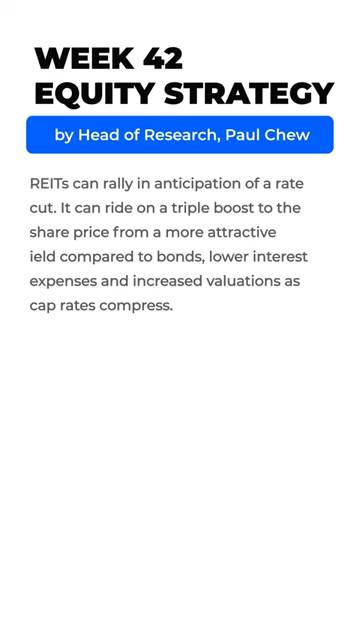 WEEK 42
EQUITY STRATEGY
by Head of Research, Paul Chew
REITs can rally in anticipation of a rate
cut. It can ride on a triple boost to the
share price from a more attractive
ield compared to bonds, lower interest
expenses and increased valuations as
cap rates compress.